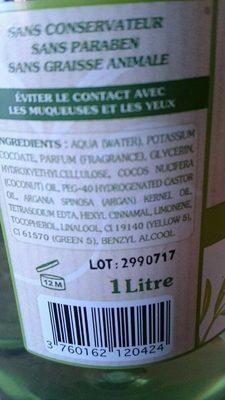 SANS CONSERVATEUR
SANS PARABEN
SANS GRAISSE ANIMALE
EVITER LE CONTACT AVEC
LES MUQUEUSES ET LES YEUX
INGREDIENTS : AQUA (WATER), POTASSIUM
COCOATE, PARFUM (FRAGRANCE), GLYCERIN,
HYDROXYETHYLCELLULOSE, COCOS NUCIFERA
(COCONUT) OIL, PEG-40 HYDROGENATED CASTOR
OIL, ARGANIA SPINOSA (ARGAN) KERNEL OIL,
TETRASODIUM EDTA, HEXYL CINNAMAL, LIMONENE,
TOCOPHEROL, LINALOOL, CI 19140 (YELLOW 5),
CI 61570 (GREEN 5), BENZYL ALCOOL
LOT: 2990717
12 M
1 Litre
3 760162 120424